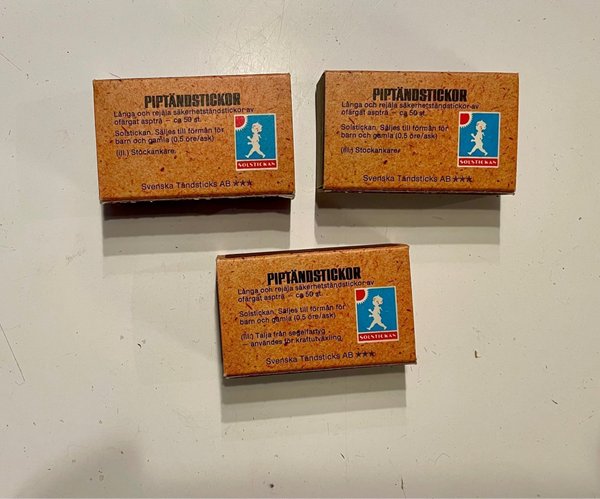 PIPTÄNDSTICKOR
Långa och rejäla säkerhetständstickor av
ofärgat aspträ – ca 50 st.
Solstickan. Säljes till förmån för
barn och gamla (0,5 öre/ask)
(Ill.) Stockankare.
SOLSTICKAN
Svenska Tändsticks AB ★★★
PIPTÄNDSTICKOR
Långa och rejäla säkerhetständstickor av
ofärgat aspträ – ca 50 st.
Solstickan. Säljes till förmån för
barn och gamla (0,5 öre/ask)
(Ill.) Stockankare.
SOLSTICKAN
Svenska Tändsticks AB ★★★
PIPTÄNDSTICKOR
Långa och rejäla säkerhetständstickor av
ofärgat aspträ – ca 50 st.
Solstickan. Säljes till förmån för
barn och gamla (0,5 öre/ask)
(Ill.) Talja från segelfartyg
användes för kraftutväxling.
SOLSTICKAN
Svenska Tändsticks AB ★★★